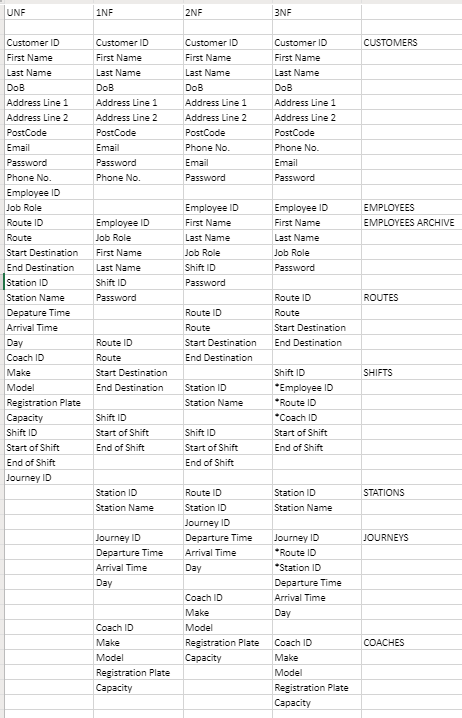 UNF 1NF 2NF 3NF
Customer ID Customer ID Customer ID Customer ID CUSTOMERS
First Name First Name First Name First Name
Last Name Last Name Last Name Last Name
DoB DoB DoB DoB
Address Line 1 Address Line 1 Address Line 1 Address Line 1
Address Line 2 Address Line 2 Address Line 2 Address Line 2
PostCode PostCode PostCode PostCode
Email Email Phone No. Phone No.
Password Password Email Email
Phone No. Phone No. Password Password
Employee ID
Job Role Employee ID Employee ID EMPLOYEES
Route ID Employee ID First Name First Name EMPLOYEES ARCHIVE
Route Job Role Last Name Last Name
Start Destination First Name Job Role Job Role
End Destination Last Name Shift ID Password
Station ID Shift ID Password
Station Name Password Route ID ROUTES
Depature Time Route ID Route
Arrival Time Route Start Destination
Day Route ID Start Destination End Destination
Coach ID Route End Destination
Make Start Destination Shift ID SHIFTS
Model End Destination Station ID *Employee ID
Registration Plate Station Name *Route ID
Capacity Shift ID *Coach ID
Shift ID Start of Shift Shift ID Start of Shift
Start of Shift End of Shift Start of Shift End of Shift
End of Shift End of Shift
Journey ID
Station ID Route ID Station ID STATIONS
Station Name Station ID Station Name
Journey ID
Journey ID Departure Time Journey ID JOURNEYS
Departure Time Arrival Time *Route ID
Arrival Time Day *Station ID
Day Departure Time
Coach ID Arrival Time
Make Day
Coach ID Model
Make Registration Plate Coach ID COACHES
Model Capacity Make
Registration Plate Model
Capacity Registration Plate
Capacity